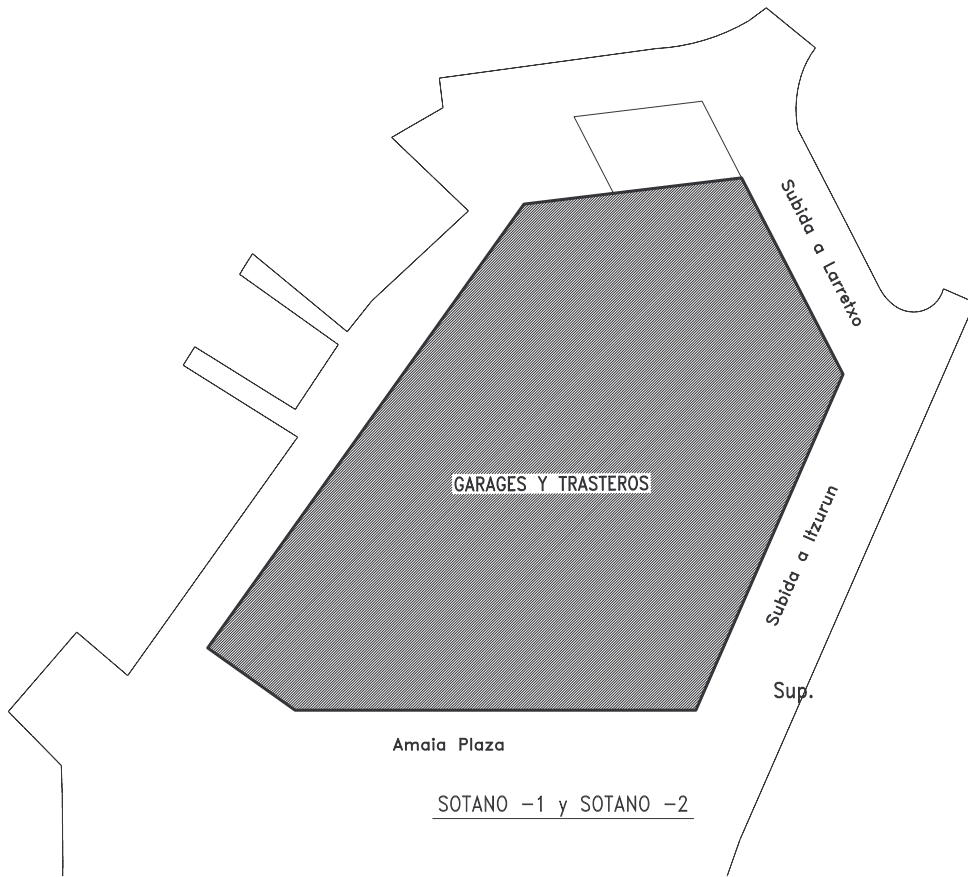 Subida a Larretxo
GARAGES Y TRASTEROS
Subida a Itzurun
Sup.
Amaia Plaza
SOTANO -1 y SOTANO -2